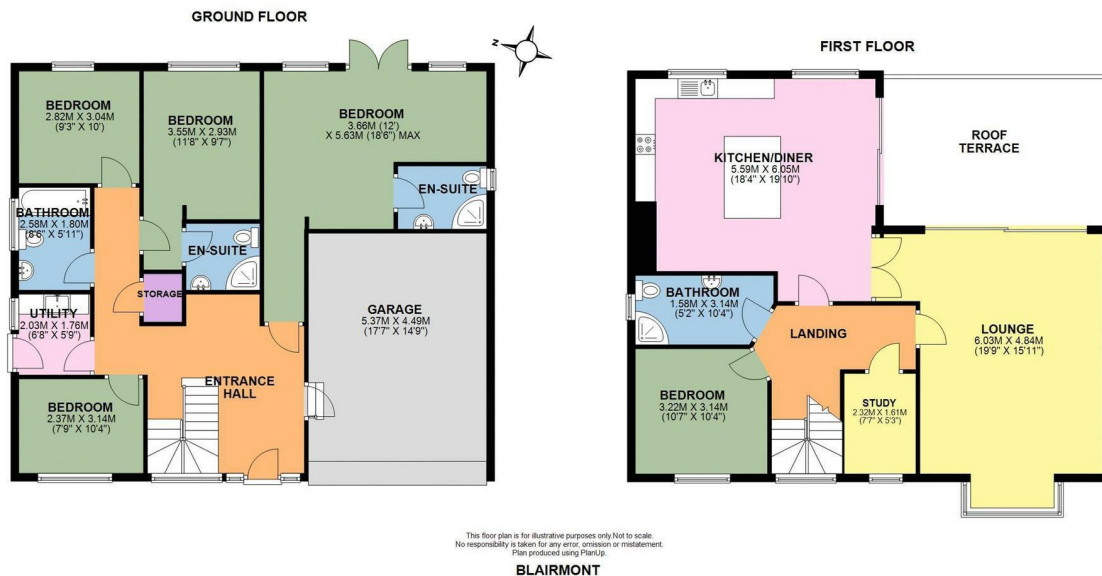 GROUND FLOOR
N
BEDROOM
2.82M X 3.04M
(9'3" X 10')
BEDROOM
3.55M X 2.93M
(11'8" X 9'7")
BEDROOM
3.66M (12')
X 5.63M (18'6") MAX
EN-SUITE
BATHROOM
2.58M X 1.80M
(8'6" X 5'11")
EN-SUITE
STORAGE
UTILITY
2.03M X 1.76M
(6'8" X 5'9")
GARAGE
5.37M X 4.49M
(17'7" X 14'9")
ENTRANCE
HALL
BEDROOM
2.37M X 3.14M
(7'9" X 10'4")
FIRST FLOOR
KITCHEN/DINER
5.59M X 6.05M
(18'4" X 19'10")
ROOF
TERRACE
BATHROOM
1.58M X 3.14M
(5'2" X 10'4")
LANDING
LOUNGE
6.03M X 4.84M
(19'9" X 15'11")
BEDROOM
3.22M X 3.14M
(10'7" X 10'4")
STUDY
2.32M X 1.61M
(7'7" X 5'3")
This floor plan is for illustrative purposes only.Not to scale.
No responsibility is taken for any error, omission or mistatement.
Plan produced using PlanUp.
BLAIRMONT